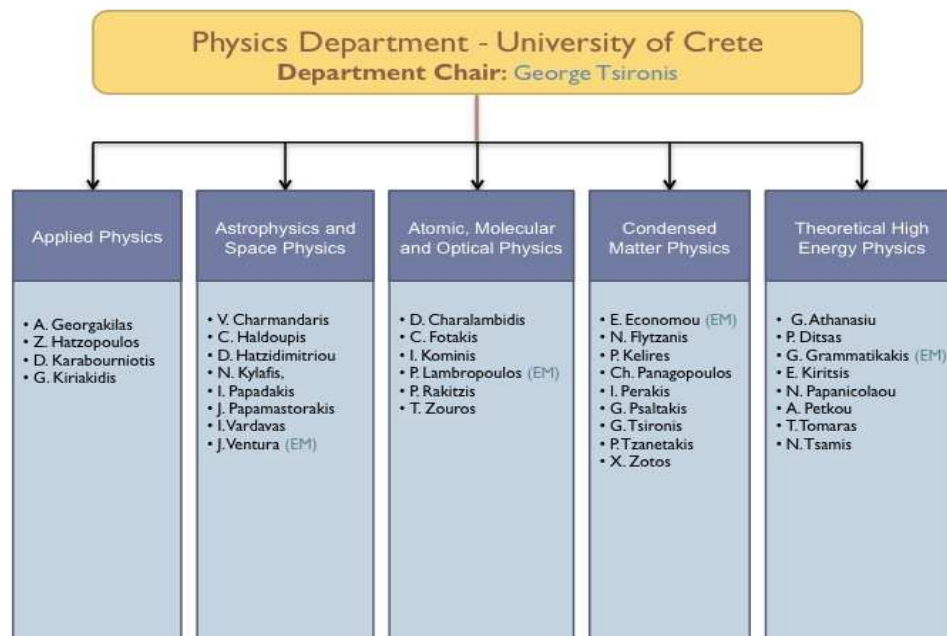 Physics Department - University of Crete
Department Chair: George Tsironis
Applied Physics
• A. Georgakilas
• Z. Hatzopoulos
• D. Karabourniotis
• G. Kiriakidis
Astrophysics and
Space Physics
• V. Charmandaris
• C. Haldoupis
• D. Hatzidimitriou
• N. Kylafis,
• I. Papadakis
• J. Papamastorakis
• I. Vardavas
• J. Ventura (EM)
Atomic, Molecular
and Optical Physics
• D. Charalambidis
• C. Fotakis
• I. Kominis
• P. Lambropoulos (EM)
• P. Rakitzis
• T. Zouros
Condensed
Matter Physics
• E. Economou (EM)
• N. Flytzanis
• P. Kelires
• Ch. Panagopoulos
• I. Perakis
• G. Psaltakis
• G. Tsironis
• P. Tzanetakis
• X. Zotos
Theoretical High
Energy Physics
• G. Athanasiu
• P. Ditsas
• G. Grammatikakis (EM)
• E. Kiritsis
• N. Papanicolaou
• A. Petkou
• T. Tomaras
• N. Tsamis